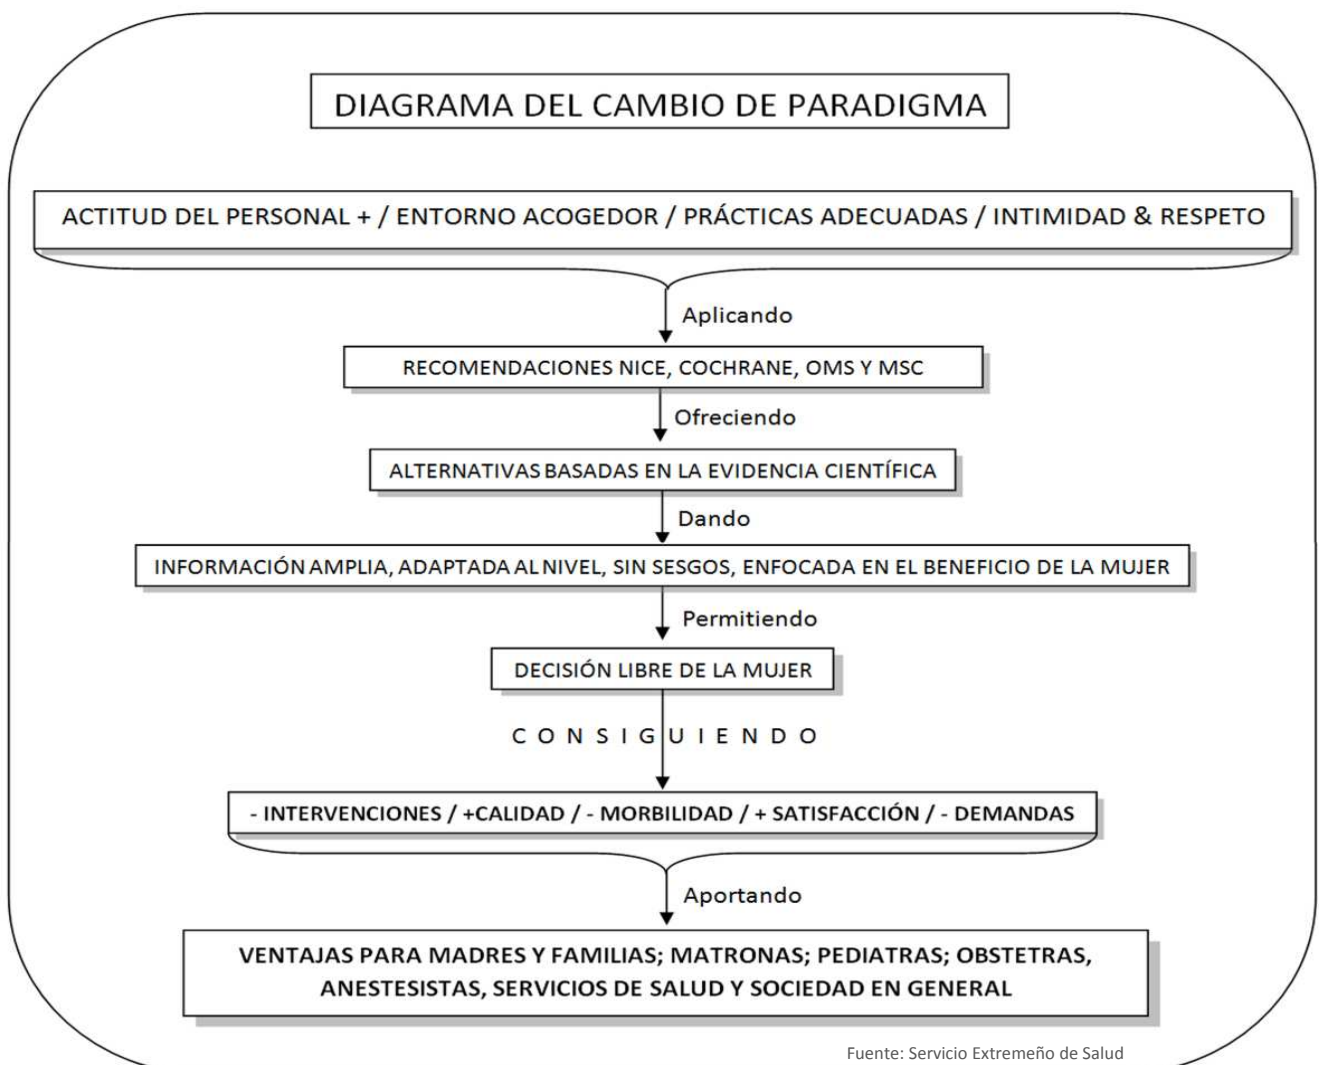 DIAGRAMA DEL CAMBIO DE PARADIGMA
ACTITUD DEL PERSONAL + / ENTORNO ACOGEDOR / PRÁCTICAS ADECUADAS / INTIMIDAD & RESPETO
Aplicando
RECOMENDACIONES NICE, COCHRANE, OMS Y MSC
Ofreciendo
ALTERNATIVAS BASADAS EN LA EVIDENCIA CIENTÍFICA
Dando
INFORMACIÓN AMPLIA, ADAPTADA AL NIVEL, SIN SESGOS, ENFOCADA EN EL BENEFICIO DE LA MUJER
Permitiendo
DECISIÓN LIBRE DE LA MUJER
C O N S I G U I E N D O
- INTERVENCIONES / +CALIDAD / - MORBILIDAD / + SATISFACCIÓN / - DEMANDAS
Aportando
VENTAJAS PARA MADRES Y FAMILIAS; MATRONAS; PEDIATRAS; OBSTETRAS,
ANESTESISTAS, SERVICIOS DE SALUD Y SOCIEDAD EN GENERAL
Fuente: Servicio Extremeño de Salud